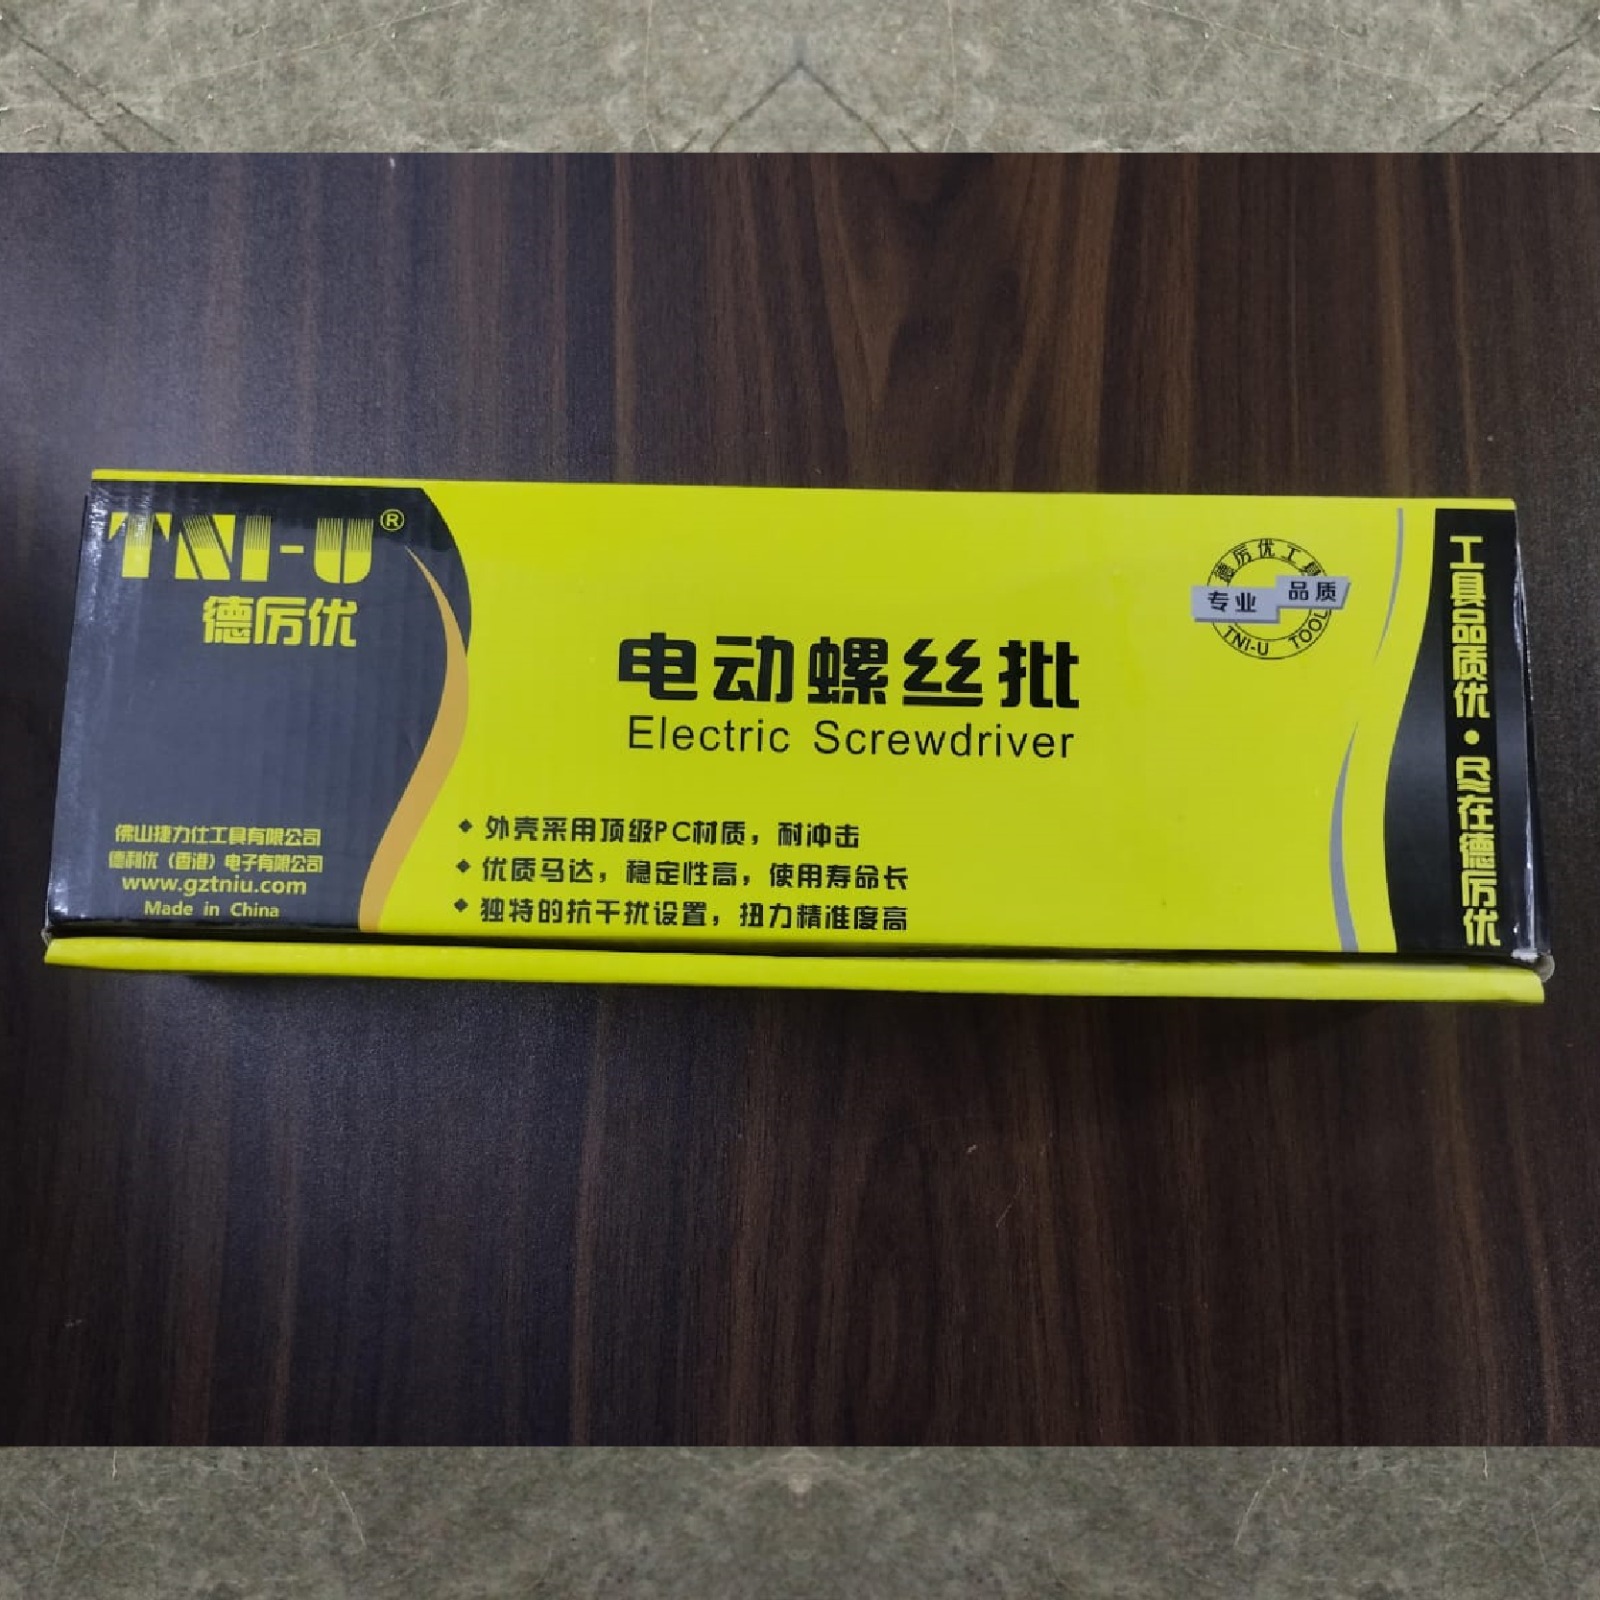 TNI-U®
德厉优
佛山捷力仕工具有限公司
德利优（香港）电子有限公司
www.gztniu.com
Made in China
电动螺丝批
Electric Screwdriver
◆ 外壳采用顶级PC材质，耐冲击
◆ 优质马达，稳定性高，使用寿命长
◆ 独特的抗干扰设置，扭力精准度高
德厉优工具
专业 品质
TNI-U TOOL
工具品质优·尽在德厉优